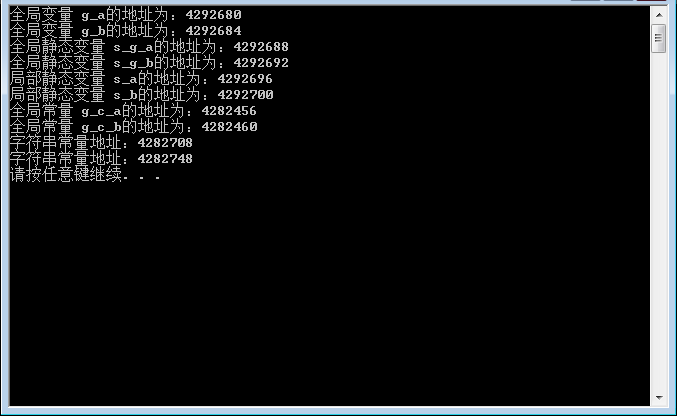 全局变量 g_a的地址为：4292680
全局变量 g_b的地址为：4292684
全局静态变量 s_g_a的地址为：4292688
全局静态变量 s_g_b的地址为：4292692
局部静态变量 s_a的地址为：4292696
局部静态变量 s_b的地址为：4292700
全局常量 g_c_a的地址为：4282456
全局常量 g_c_b的地址为：4282460
字符串常量地址：4282708
字符串常量地址：4282748
请按任意键继续. . .